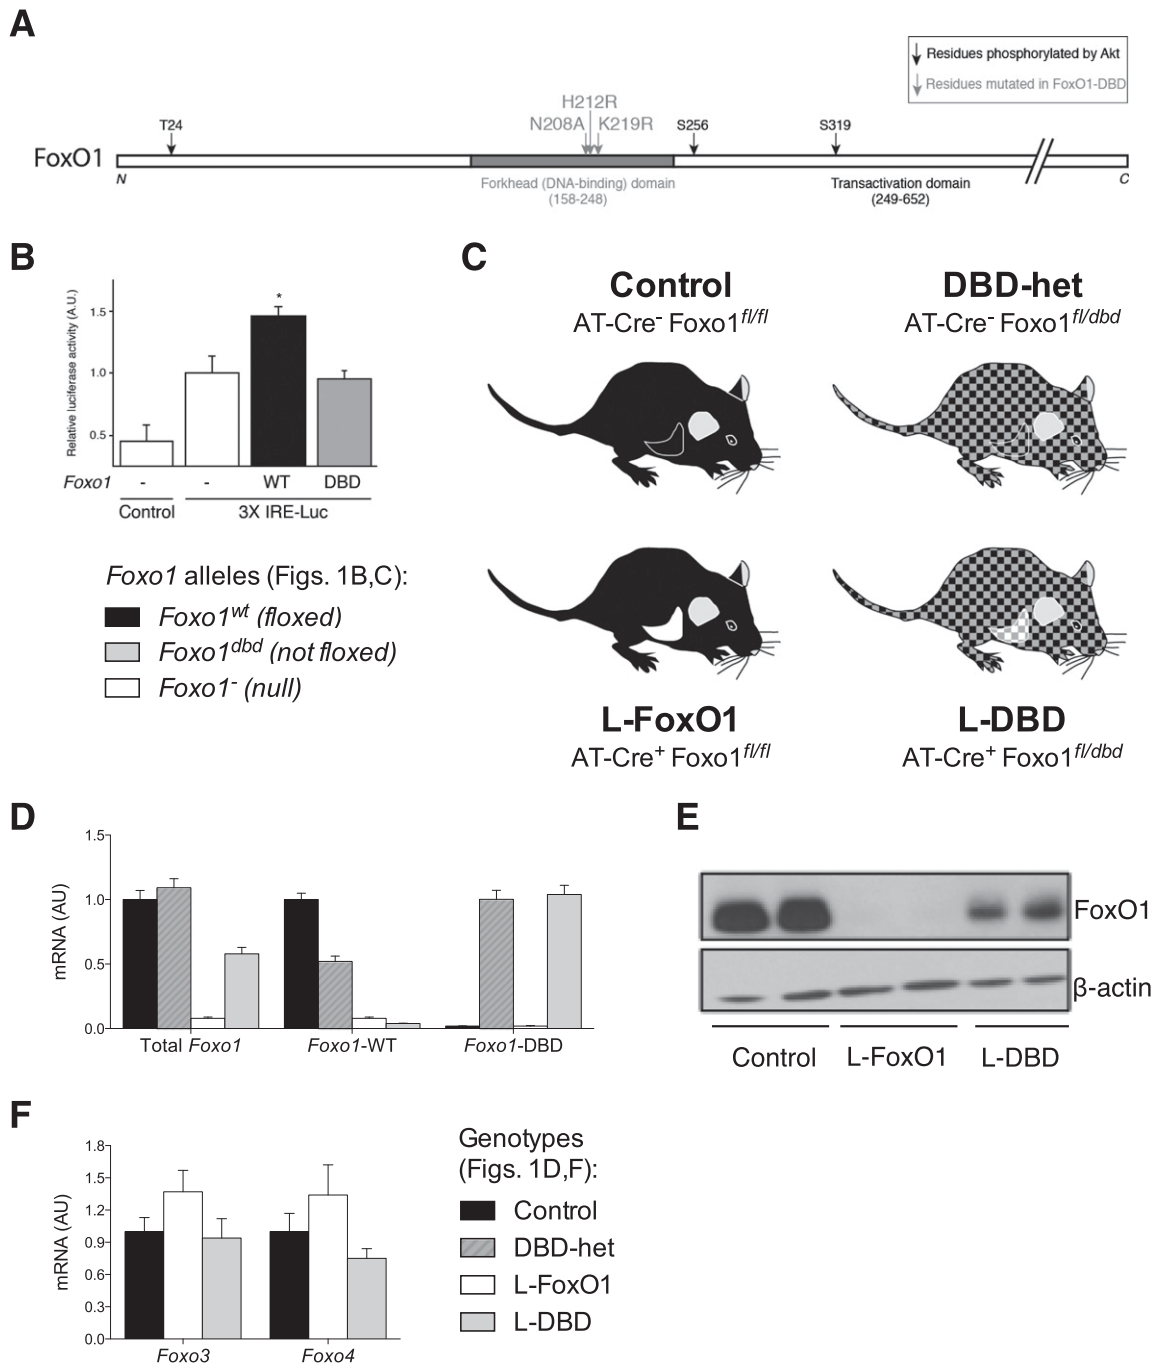 A
Residues phosphorylated by Akt
Residues mutated in FoxO1-DBD
H212R
T24
N208A
K219R
S256
S319
FoxO1
N
C
Forkhead (DNA-binding) domain
(158-248)
Transactivation domain
(249-652)
B
Relative luciferase activity (A.U.)
1.5
1.0
0.5
*
Foxo1
-
-
WT
DBD
Control
3X IRE-Luc
Foxo1 alleles (Figs. 1B,C):
Foxo1wt (floxed)
Foxo1dbd (not floxed)
Foxo1- (null)
C
Control
AT-Cre- Foxo1fl/fl
DBD-het
AT-Cre- Foxo1fl/dbd
L-FoxO1
AT-Cre+ Foxo1fl/fl
L-DBD
AT-Cre+ Foxo1fl/dbd
D
mRNA (AU)
1.5
1.0
0.5
0.0
Total Foxo1
Foxo1-WT
Foxo1-DBD
E
FoxO1
β-actin
Control
L-FoxO1
L-DBD
F
mRNA (AU)
1.8
1.5
1.2
0.9
0.6
0.3
0.0
Foxo3
Foxo4
Genotypes
(Figs. 1D,F):
Control
DBD-het
L-FoxO1
L-DBD